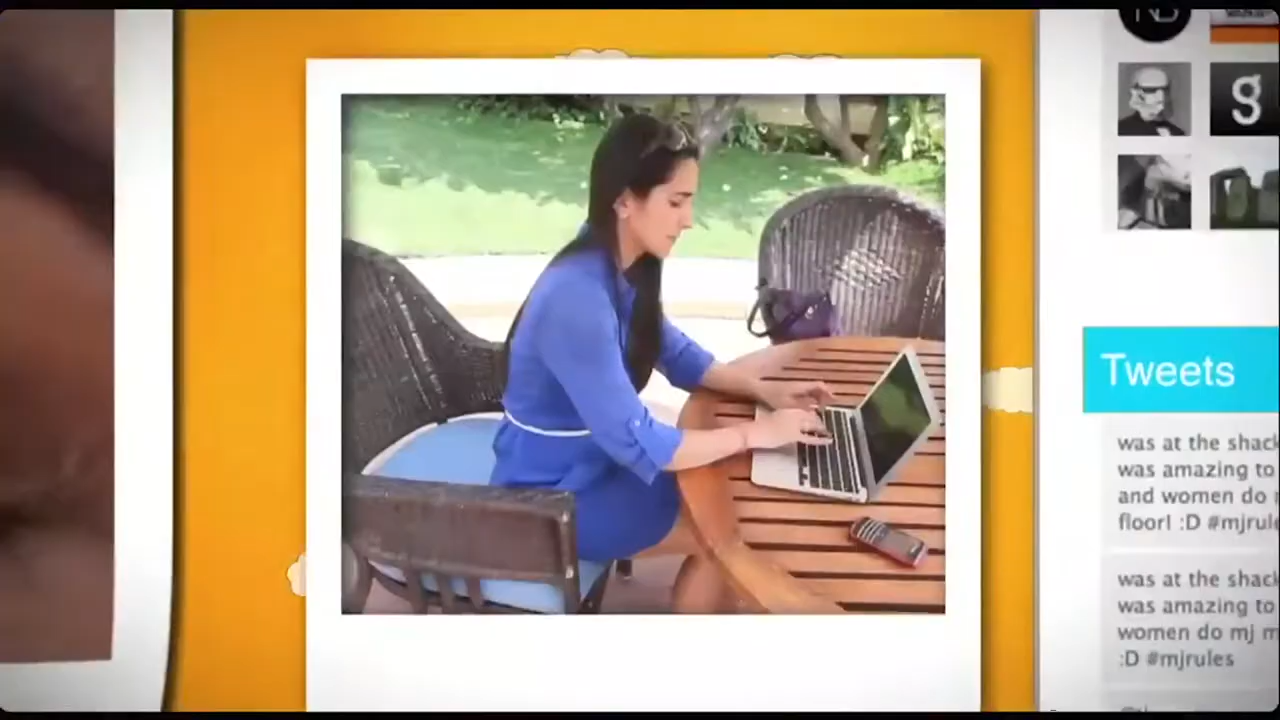 g
Tweets
was at the shack
was amazing to
and women do
floor! :D #mjrule
was at the shack
was amazing to
women do mj m
:D #mjrules